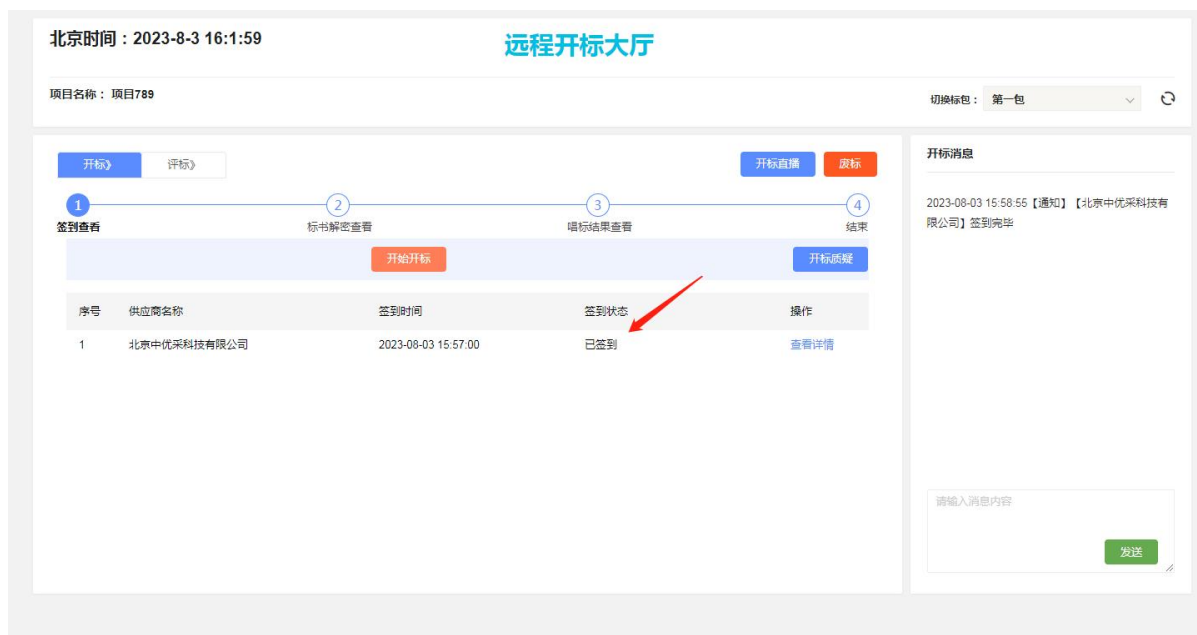 北京时间：2023-8-3 16:1:59
远程开标大厅
项目名称： 项目789
切换标包： 第一包
开标》
评标》
开标直播
废标
1
2
3
4
签到查看
标书解密查看
唱标结果查看
结束
开始开标
开标质疑
序号 供应商名称 签到时间 签到状态 操作
1 北京中优采科技有限公司 2023-08-03 15:57:00 已签到 查看详情
开标消息
2023-08-03 15:58:55【通知】【北京中优采科技有
限公司】签到完毕
请输入消息内容
发送